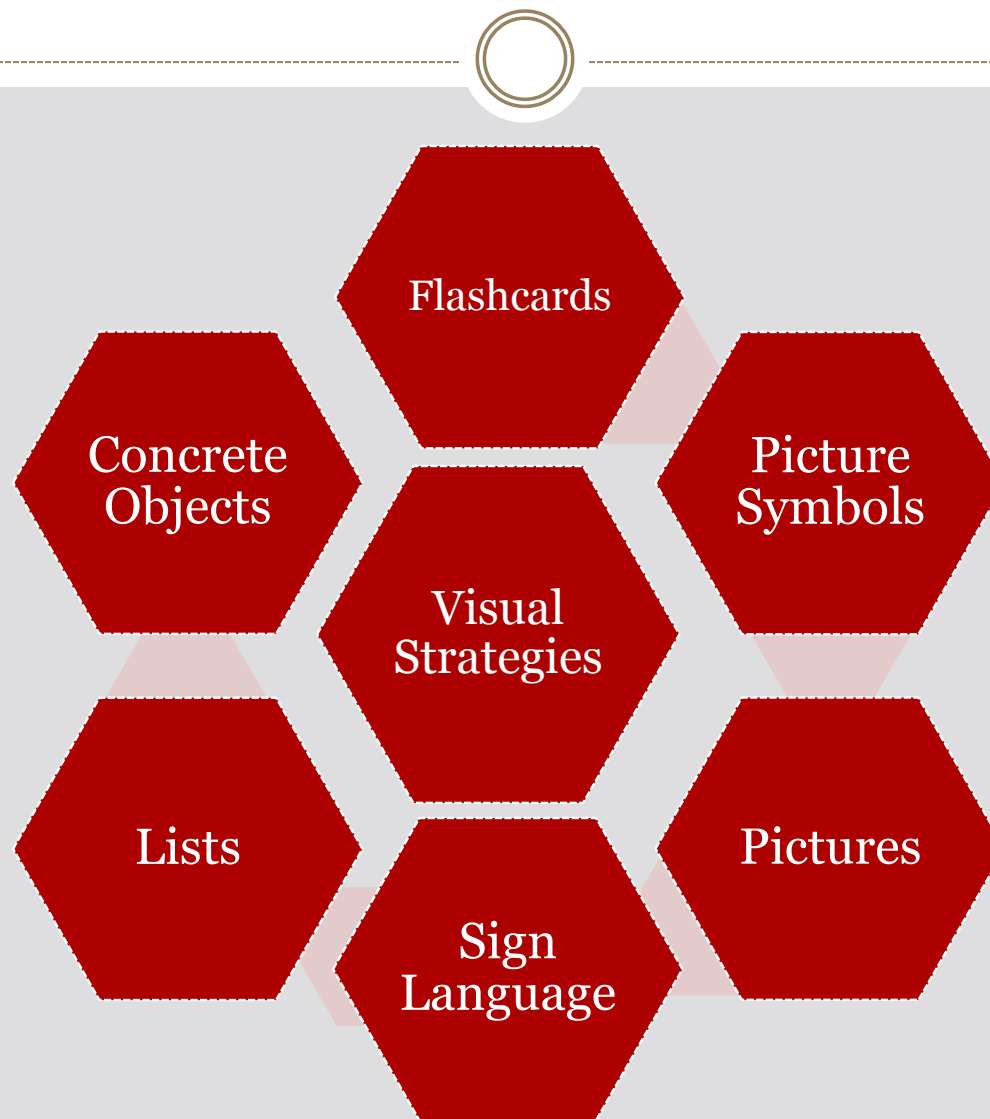 Flashcards
Concrete
Objects
Picture
Symbols
Visual
Strategies
Lists
Pictures
Sign
Language